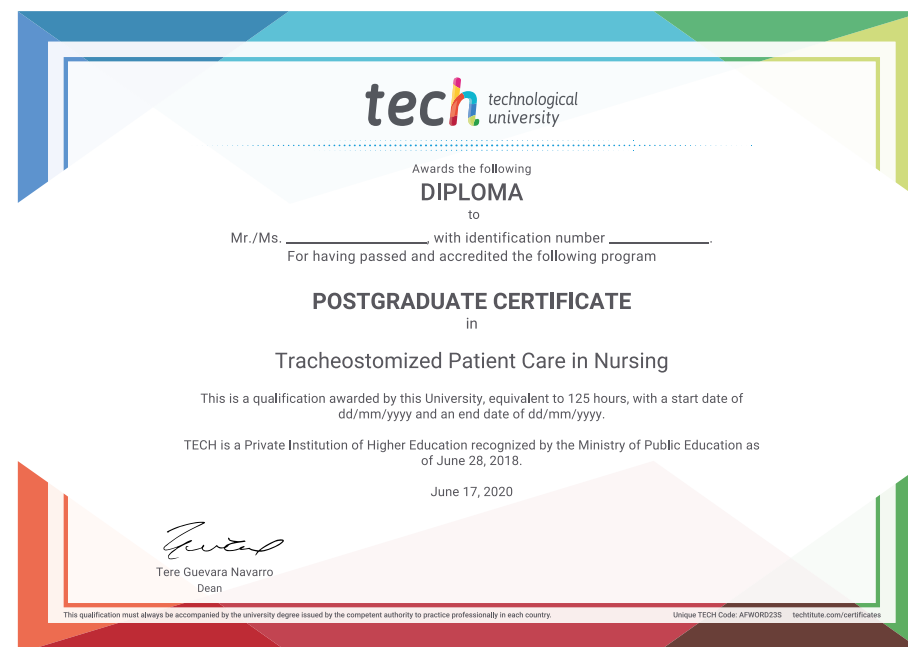 tech technological
university
Awards the following
DIPLOMA
to
Mr./Ms. ____________, with identification number ____________.
For having passed and accredited the following program
POSTGRADUATE CERTIFICATE
in
Tracheostomized Patient Care in Nursing
This is a qualification awarded by this University, equivalent to 125 hours, with a start date of
dd/mm/yyyy and an end date of dd/mm/yyyy.
TECH is a Private Institution of Higher Education recognized by the Ministry of Public Education as
of June 28, 2018.
June 17, 2020
Tere Guevara Navarro
Dean
This qualification must always be accompanied by the university degree issued by the competent authority to practice professionally in each country.
Unique TECH Code: AFWORD23S techtitute.com/certificates